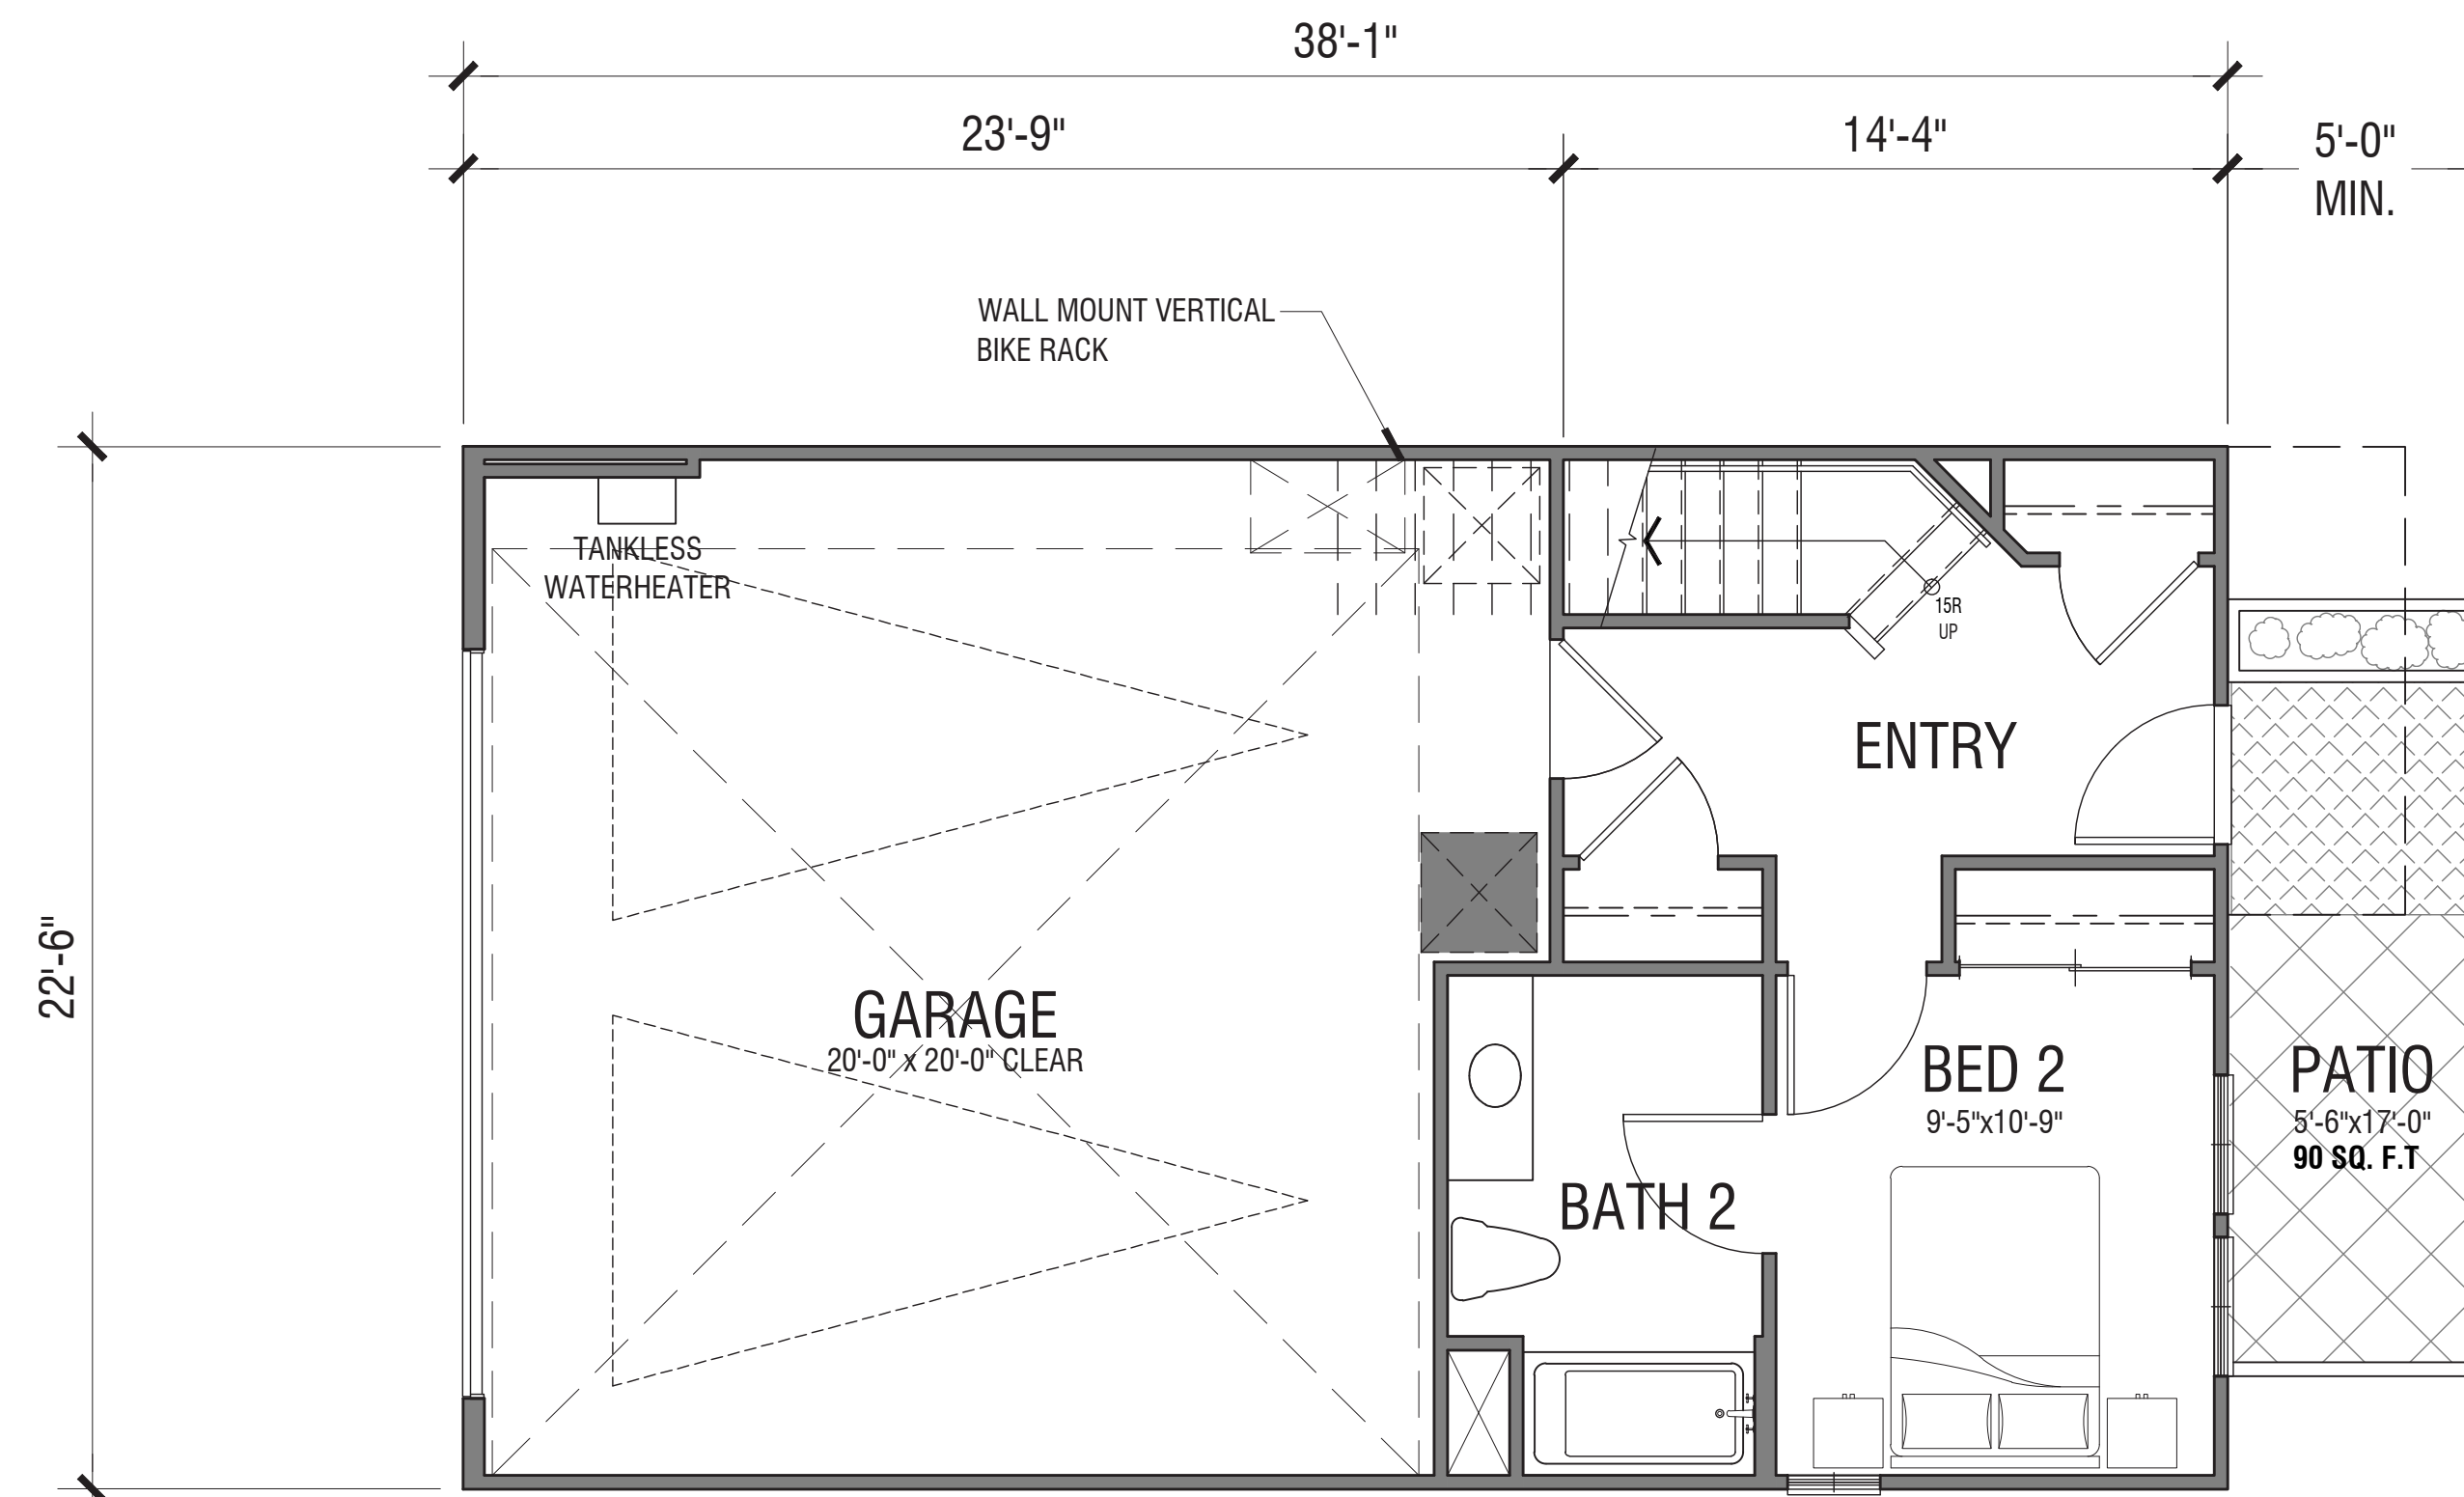 38'-1"
23'-9"
14'-4"
5'-0"
MIN.
WALL MOUNT VERTICAL
BIKE RACK
TANKLESS
WATERHEATER
15R
UP
ENTRY
22'-6"
GARAGE
20'-0" x 20'-0" CLEAR
BED 2
9'-5"x10'-9"
PATIO
5'-6"x17'-0"
90 SQ. F.T
BATH 2